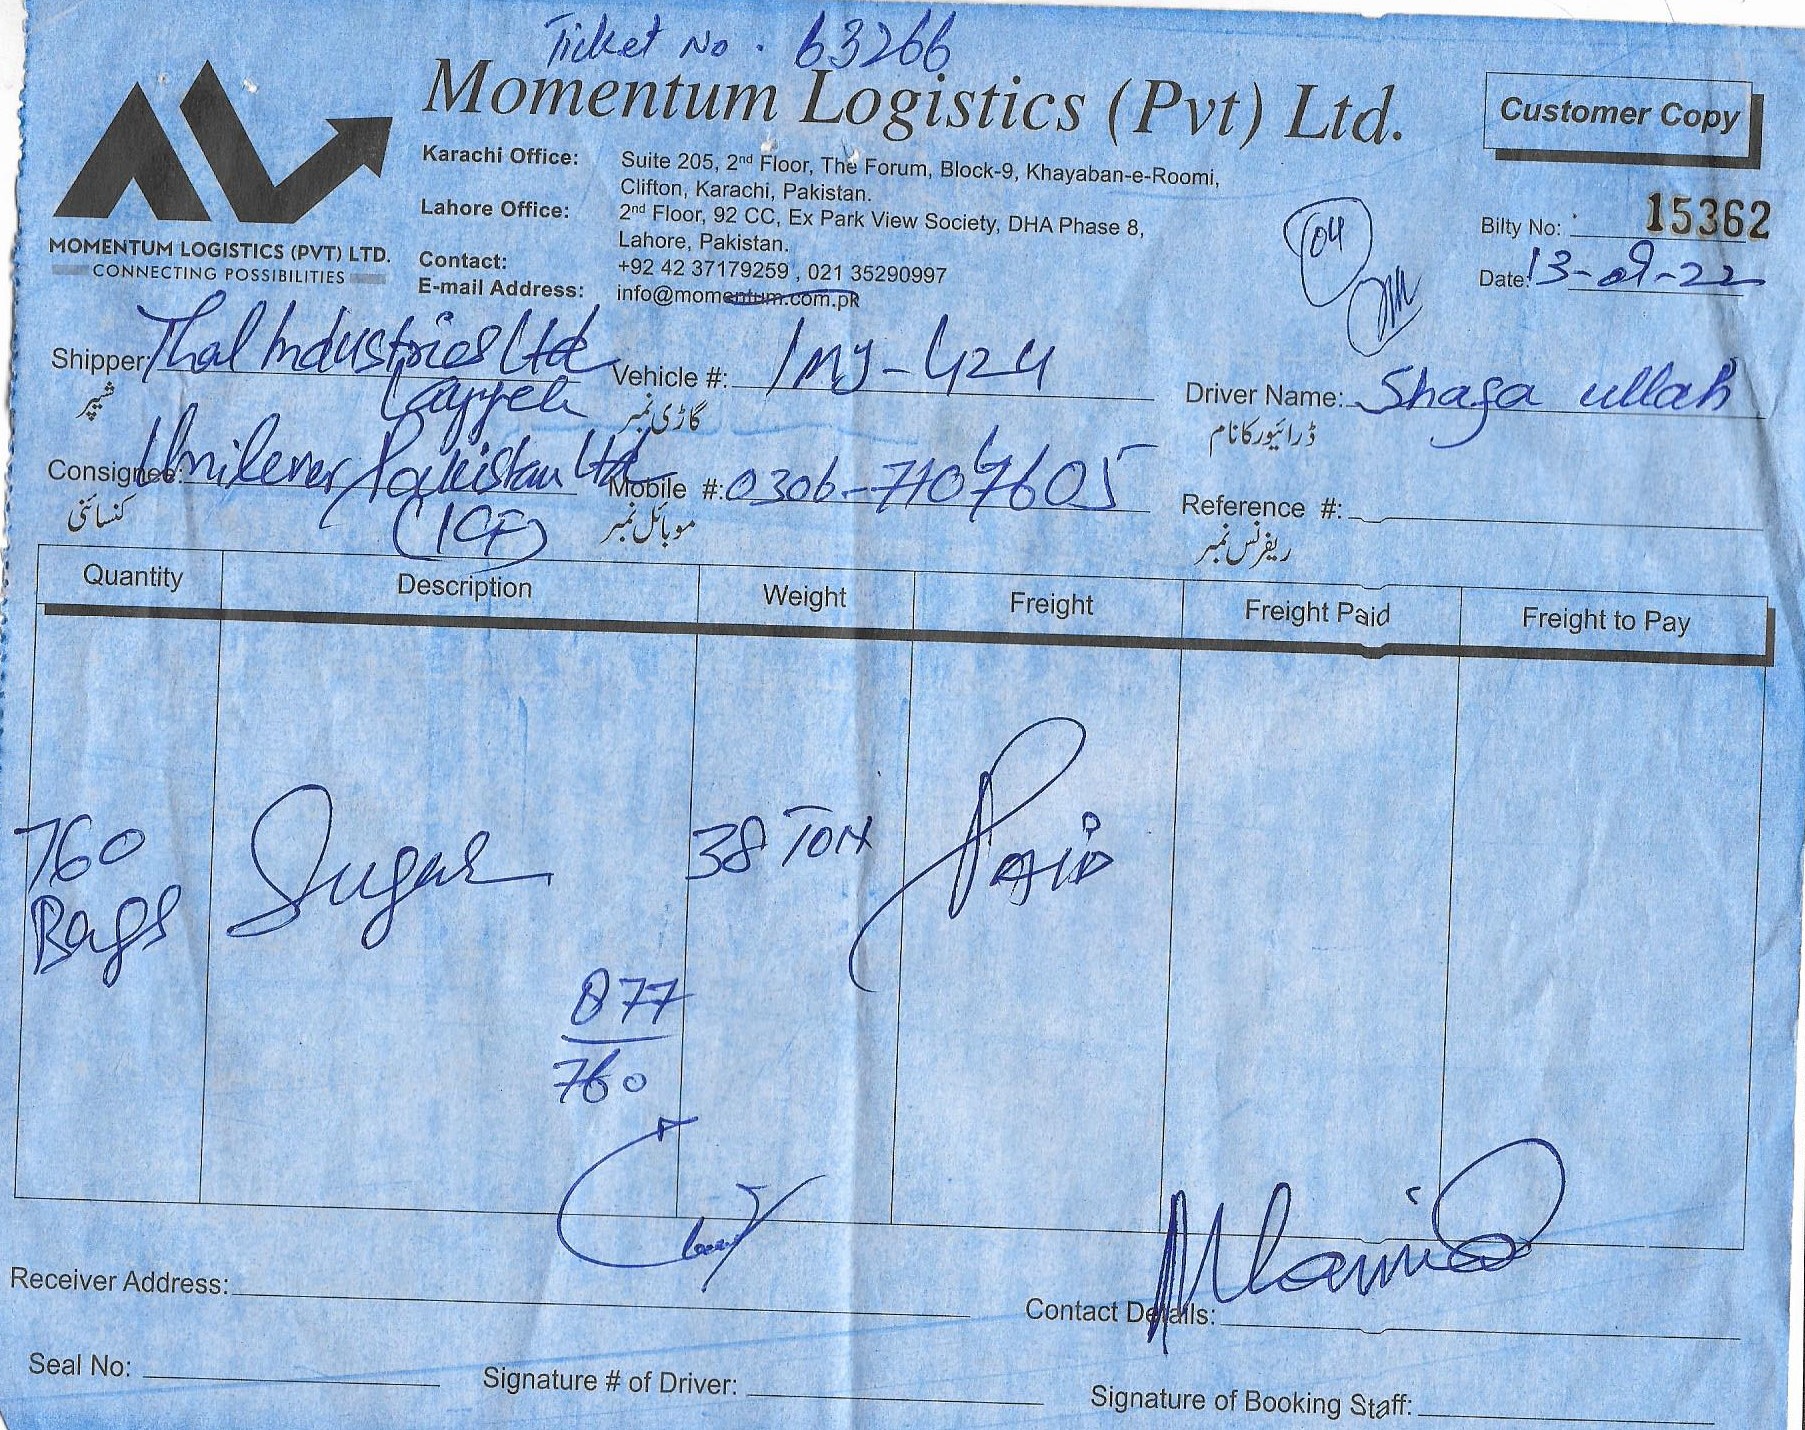 Ticket No. 63266
Momentum Logistics (Pvt) Ltd.
Customer Copy
Karachi Office: Suite 205, 2nd Floor, The Forum, Block-9, Khayaban-e-Roomi,
Clifton, Karachi, Pakistan.
Lahore Office: 2nd Floor, 92 CC, Ex Park View Society, DHA Phase 8,
Lahore, Pakistan.
Contact: +92 42 37179259 , 021 35290997
E-mail Address: info@momentum.com.pk
MOMENTUM LOGISTICS (PVT) LTD.
CONNECTING POSSIBILITIES
Bilty No: 15362
Date: 13-09-22
Shipper: Thal Industries Ltd
Layyah
شیپر
Vehicle #: LMJ-424
گاڑی نمبر
Driver Name: Shafa ullah
ڈرائیور کا نام
Consignee: Unilever Pakistan Ltd
(ICF)
کنسائنی
Mobile #: 0306-7107605
موبائل نمبر
Reference #:
ریفرنس نمبر
Quantity Description Weight Freight Freight Paid Freight to Pay
760 Bags Sugar 38 TON Paid
877
760
Receiver Address:
Contact Details:
Seal No:
Signature # of Driver:
Signature of Booking Staff: